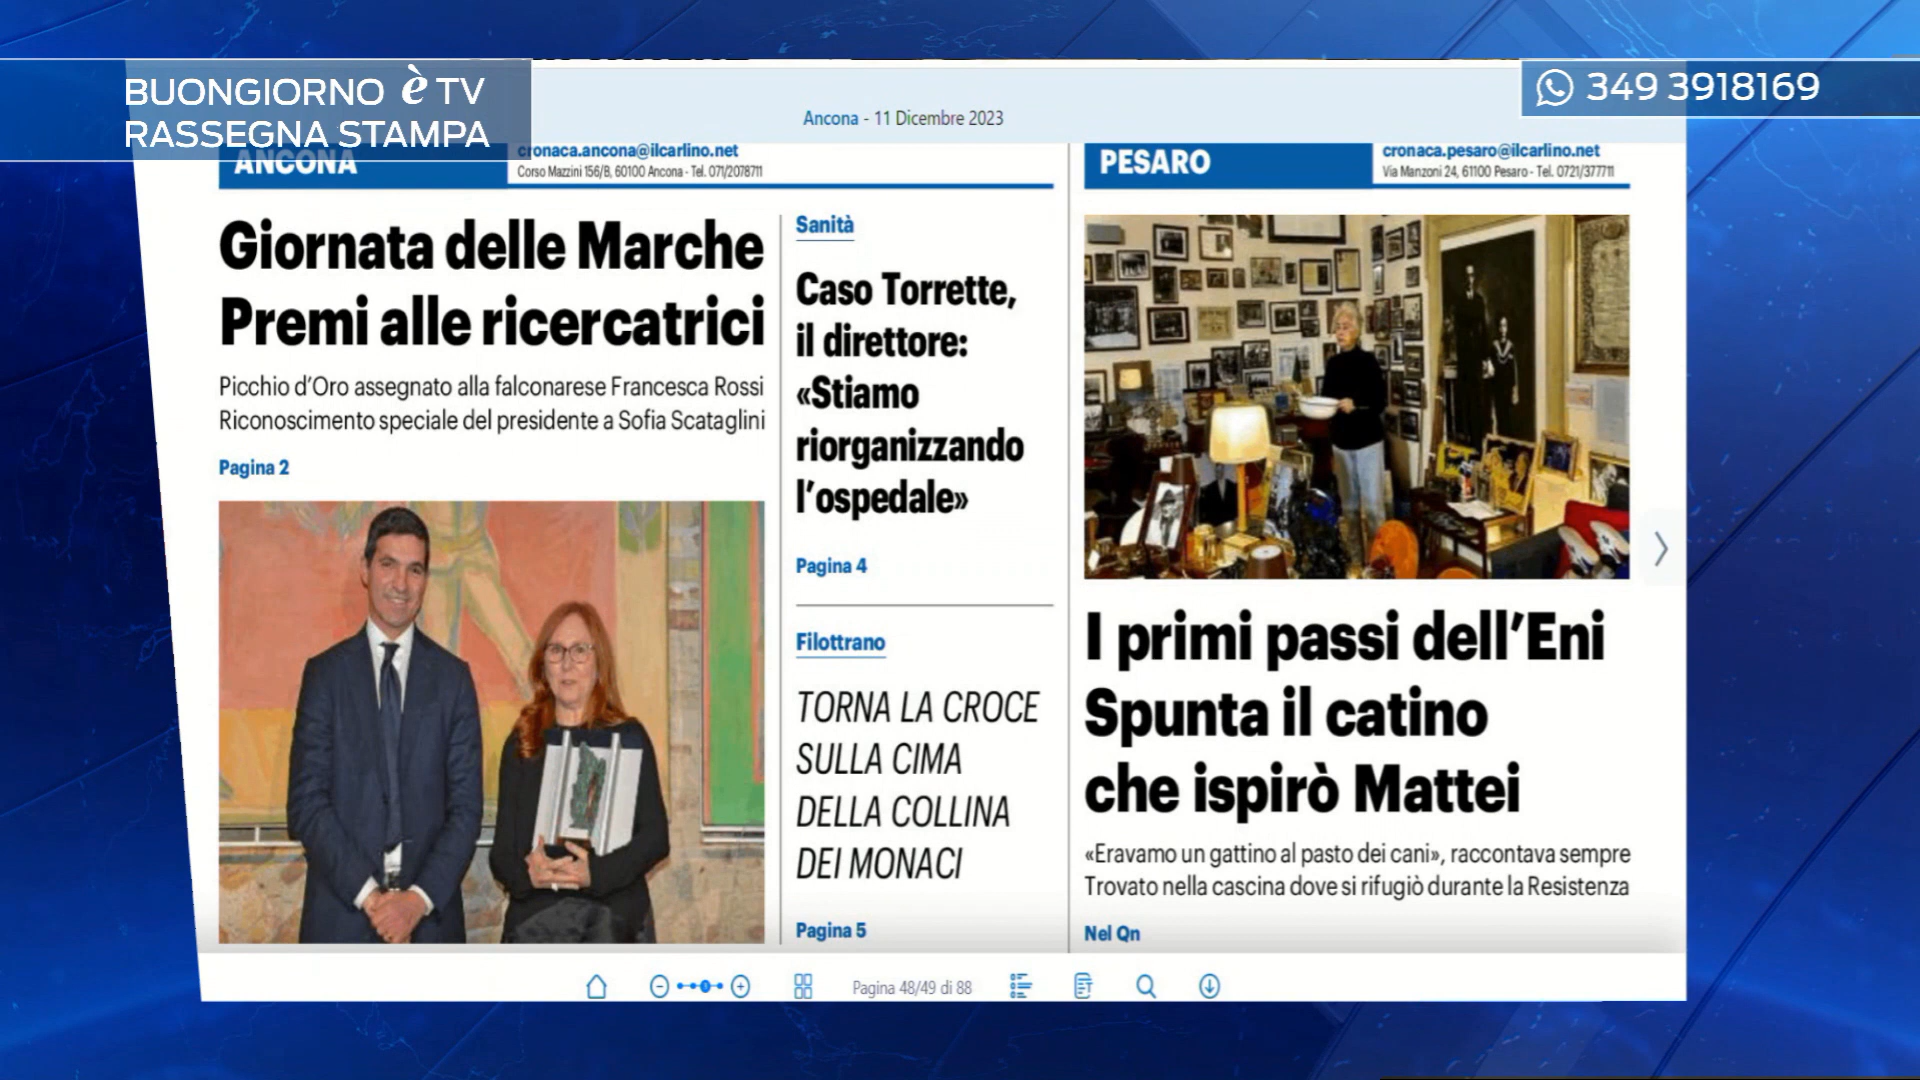 BUONGIORNO è TV
RASSEGNA STAMPA
349 3918169
Ancona - 11 Dicembre 2023
ANCONA
cronaca.ancona@ilcarlino.net
Corso Mazzini 156/B, 60100 Ancona - Tel. 071/2078711
Giornata delle Marche
Premi alle ricercatrici
Picchio d'Oro assegnato alla falconarese Francesca Rossi
Riconoscimento speciale del presidente a Sofia Scataglini
Pagina 2
Sanità
Caso Torrette,
il direttore:
«Stiamo
riorganizzando
l'ospedale»
Pagina 4
Filottrano
TORNA LA CROCE
SULLA CIMA
DELLA COLLINA
DEI MONACI
Pagina 5
PESARO
cronaca.pesaro@ilcarlino.net
Via Manzoni 24, 61100 Pesaro - Tel. 0721/377711
I primi passi dell'Eni
Spunta il catino
che ispirò Mattei
«Eravamo un gattino al pasto dei cani», raccontava sempre
Trovato nella cascina dove si rifugiò durante la Resistenza
Nel Qn
Pagina 48/49 di 88